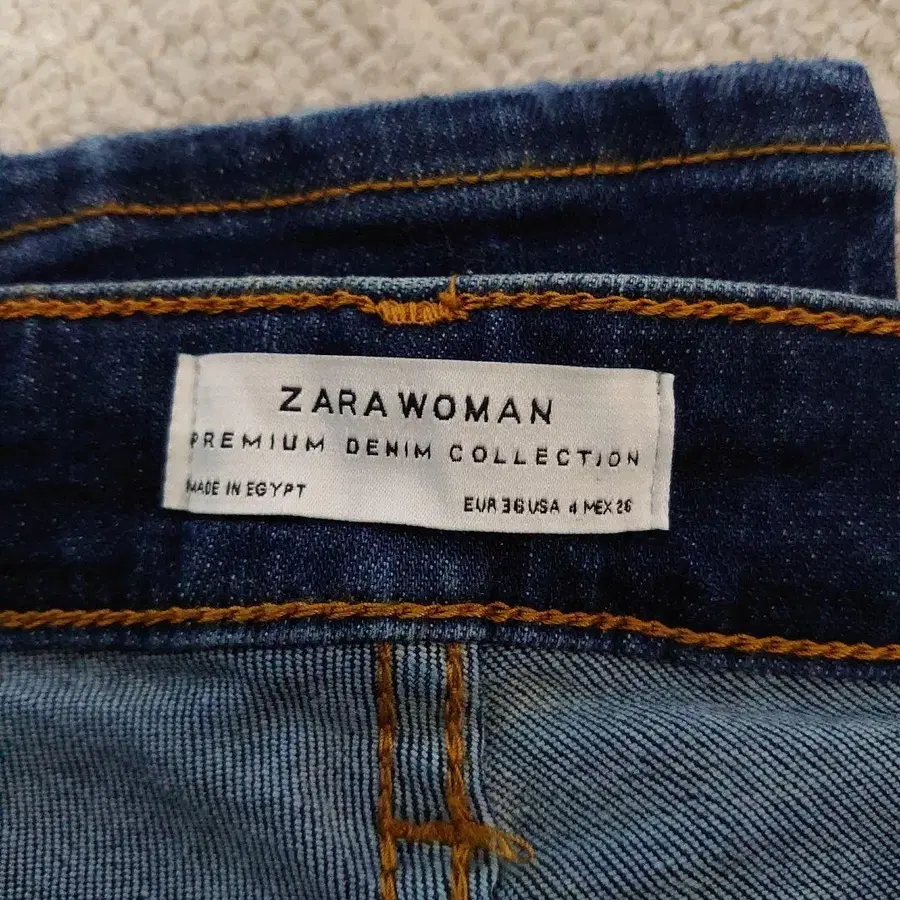 ZARA WOMAN
PREMIUM DENIM COLLECTION
MADE IN EGYPT
EUR 36 USA 4 MEX 26